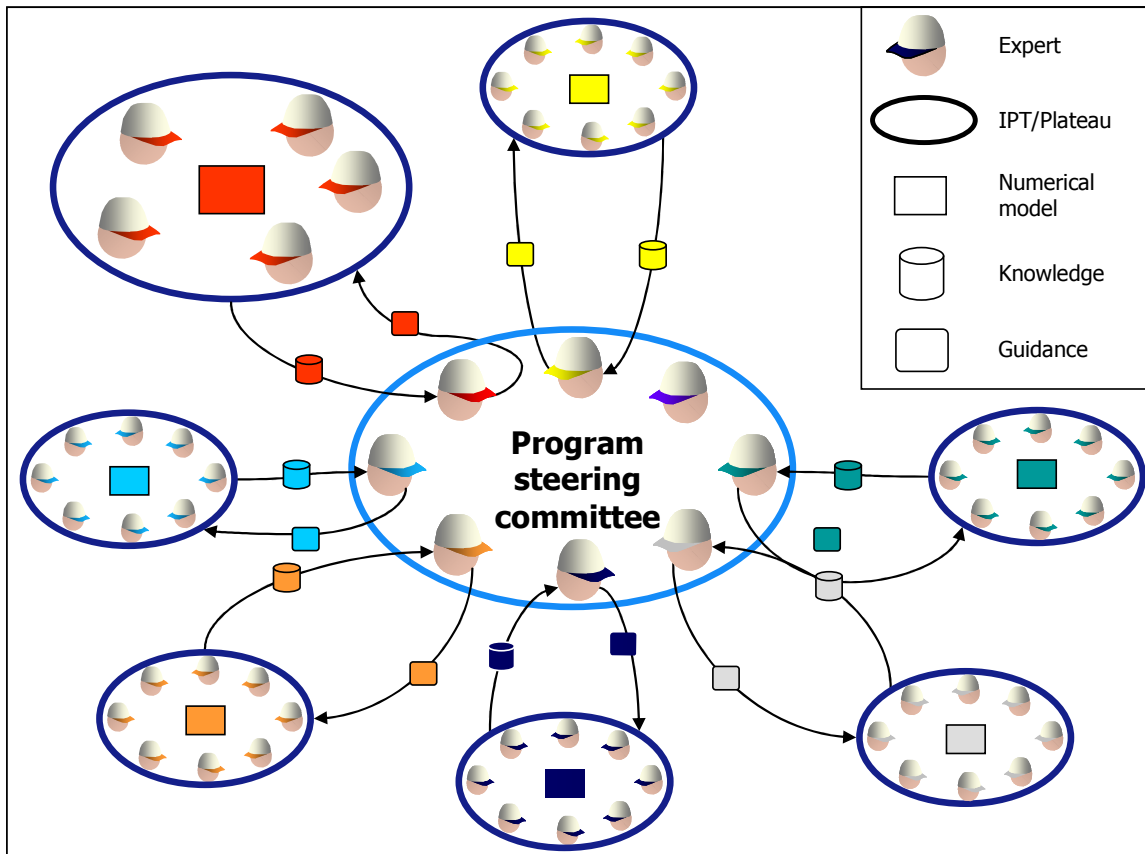 Expert
IPT/Plateau
Numerical
model
Knowledge
Guidance
Program
steering
committee